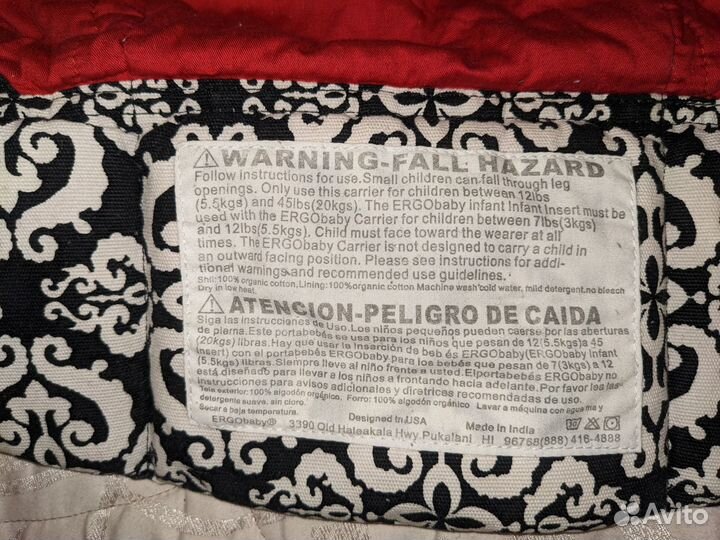 ⚠WARNING-FALL HAZARD
Follow instructions for use.Small children can fall through leg
openings. Only use this carrier for children between 12lbs
(5.5kgs) and 45lbs(20kgs). The ERGObaby infant Infant Insert must be
used with the ERGObaby Carrier for children between 7lbs(3kgs)
and 12lbs(5.5kgs). Child must face toward the wearer at all
times. The ERGObaby Carrier is not designed to carry a child in
an outward facing position. Please see instructions for addi-
tional warnings and recommended use guidelines.
Shll:100% organic cotton,Lining:100%organic cotton Machine wash'cold water, mild detergent.no bleach
Dry in low heat.
⚠ATENCION-PELIGRO DE CAIDA
Siga las instrucciones de Uso.Los niños pequeños pueden caerse por las aberturas
de plerna.Este portabebés se usa para los niños que pesan de 12(5.5kgs)a 45
(20kgs) libras.Hay que usar la Inserción de beb és ERGObaby(ERGObaby Infant
Insert) con el portabebés ERGObaby.para los bebés que pesan de 7(3kgs) a 12
(5.5kgs) libras.Siempre lleve al niño frente a usted.Elportabebés ERGObaby no
está diseñado para llevar a los niños a frontando hacia adelante. Por favor lea las
instrucciones para avisos adicionales y diretrices recomendadas de uso.
Tela exterior: 100% algodón orgánico. Forro: 100% algodón orgánico. Lavar a máquina con agua ma y
detergente suave, sin cloro.
Secar a baja temperatura.
Designed in USA
Made in India
ERGObaby® 3390 Old Haleakala Hwy Pukalani HI 96768(888) 416-4888
Avito